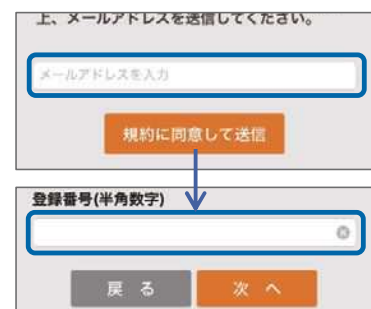 上、メールアドレスを送信してください。
メールアドレスを入力
規約に同意して送信
登録番号(半角数字)
戻る
次へ